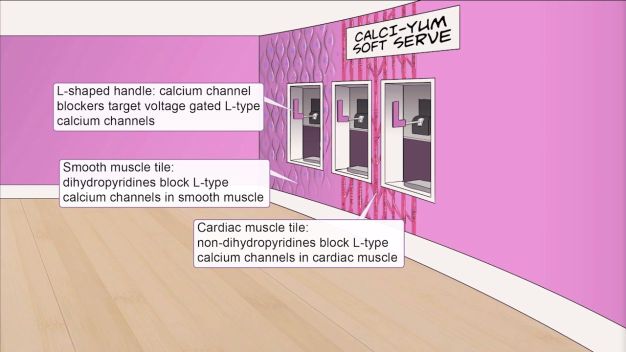 CALCI-YUM
SOFT SERVE
L-shaped handle: calcium channel
blockers target voltage gated L-type
calcium channels
Smooth muscle tile:
dihydropyridines block L-type
calcium channels in smooth muscle
Cardiac muscle tile:
non-dihydropyridines block L-type
calcium channels in cardiac muscle